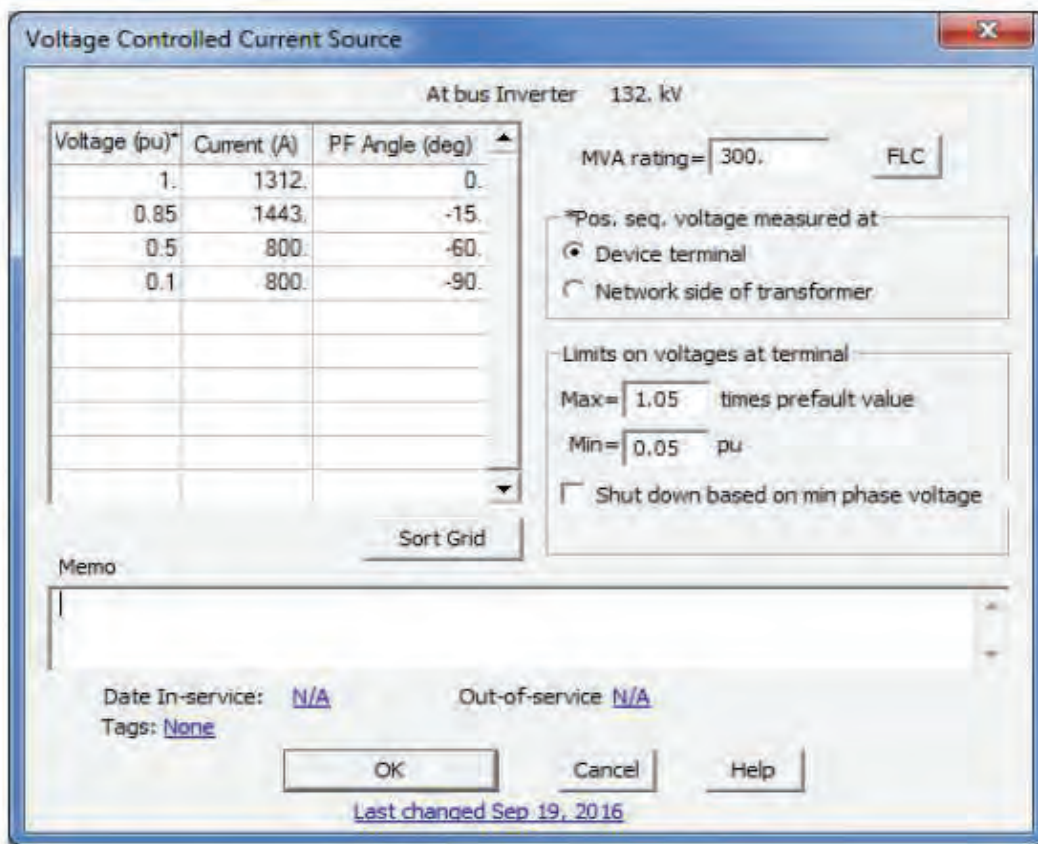 Voltage Controlled Current Source
At bus Inverter 132. kV
Voltage (pu)* Current (A) PF Angle (deg)
1. 1312. 0.
0.85 1443. -15.
0.5 800. -60.
0.1 800. -90.
Sort Grid
MVA rating= 300. FLC
*Pos. seq. voltage measured at
Device terminal
Network side of transformer
Limits on voltages at terminal
Max= 1.05 times prefault value
Min= 0.05 pu
Shut down based on min phase voltage
Memo
Date In-service: N/A Out-of-service N/A
Tags: None
OK Cancel Help
Last changed Sep 19, 2016